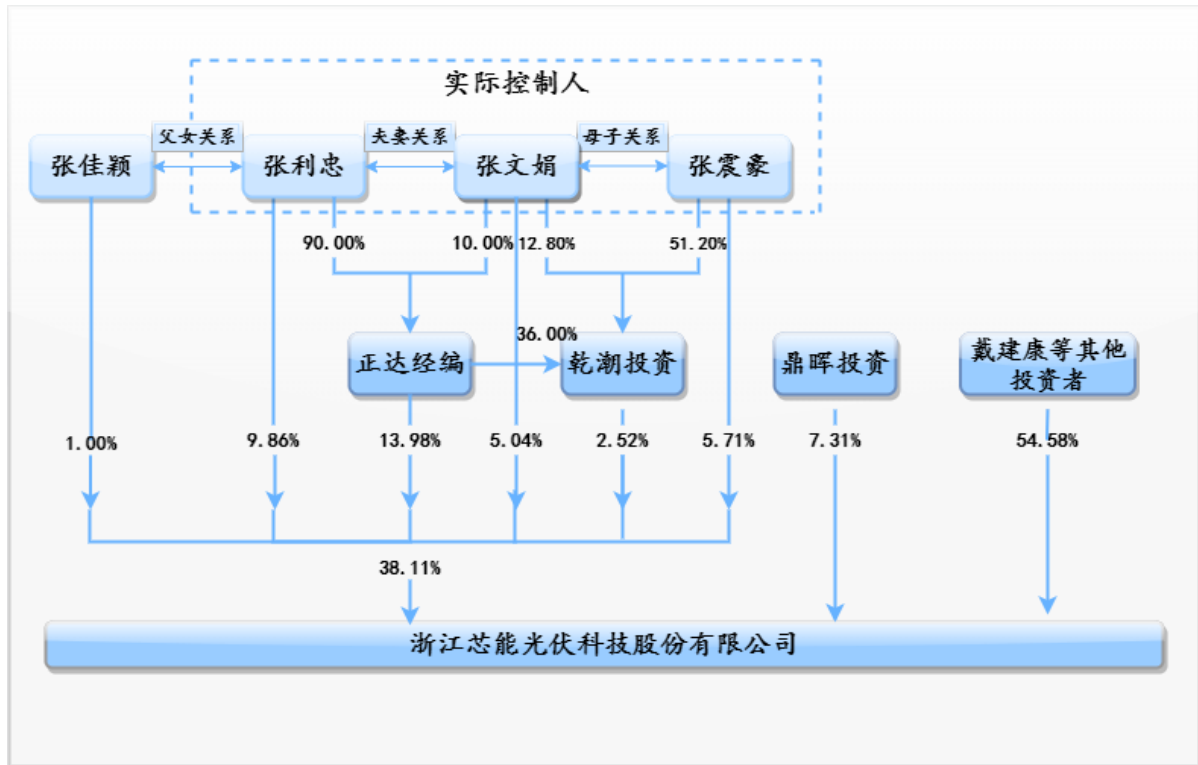 实际控制人
父女关系
夫妻关系
母子关系
张佳颖
张利忠
张文娟
张震豪
90.00%
10.00%
12.80%
51.20%
36.00%
正达经编
乾潮投资
鼎晖投资
戴建康等其他
投资者
1.00%
9.86%
13.98%
5.04%
2.52%
5.71%
7.31%
54.58%
38.11%
浙江芯能光伏科技股份有限公司